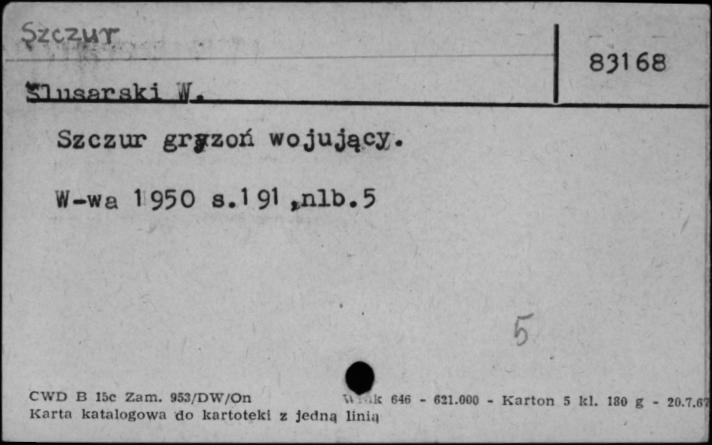 Szczur
83168
Ślusarski W.
Szczur gryzoń wojujący.
W-wa 1950 s.191,nlb.5
5
CWD B 15c Zam. 953/DW/On 646 - 621.000 - Karton 5 kl. 180 g - 20.7.67
Karta katalogowa do kartoteki z jedną linią